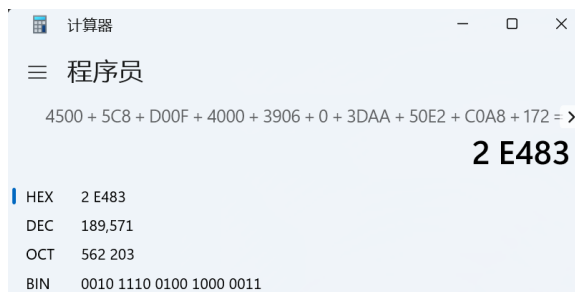 计算器
程序员
4500 + 5C8 + D00F + 4000 + 3906 + 0 + 3DAA + 50E2 + C0A8 + 172 =
2 E483
HEX 2 E483
DEC 189,571
OCT 562 203
BIN 0010 1110 0100 1000 0011